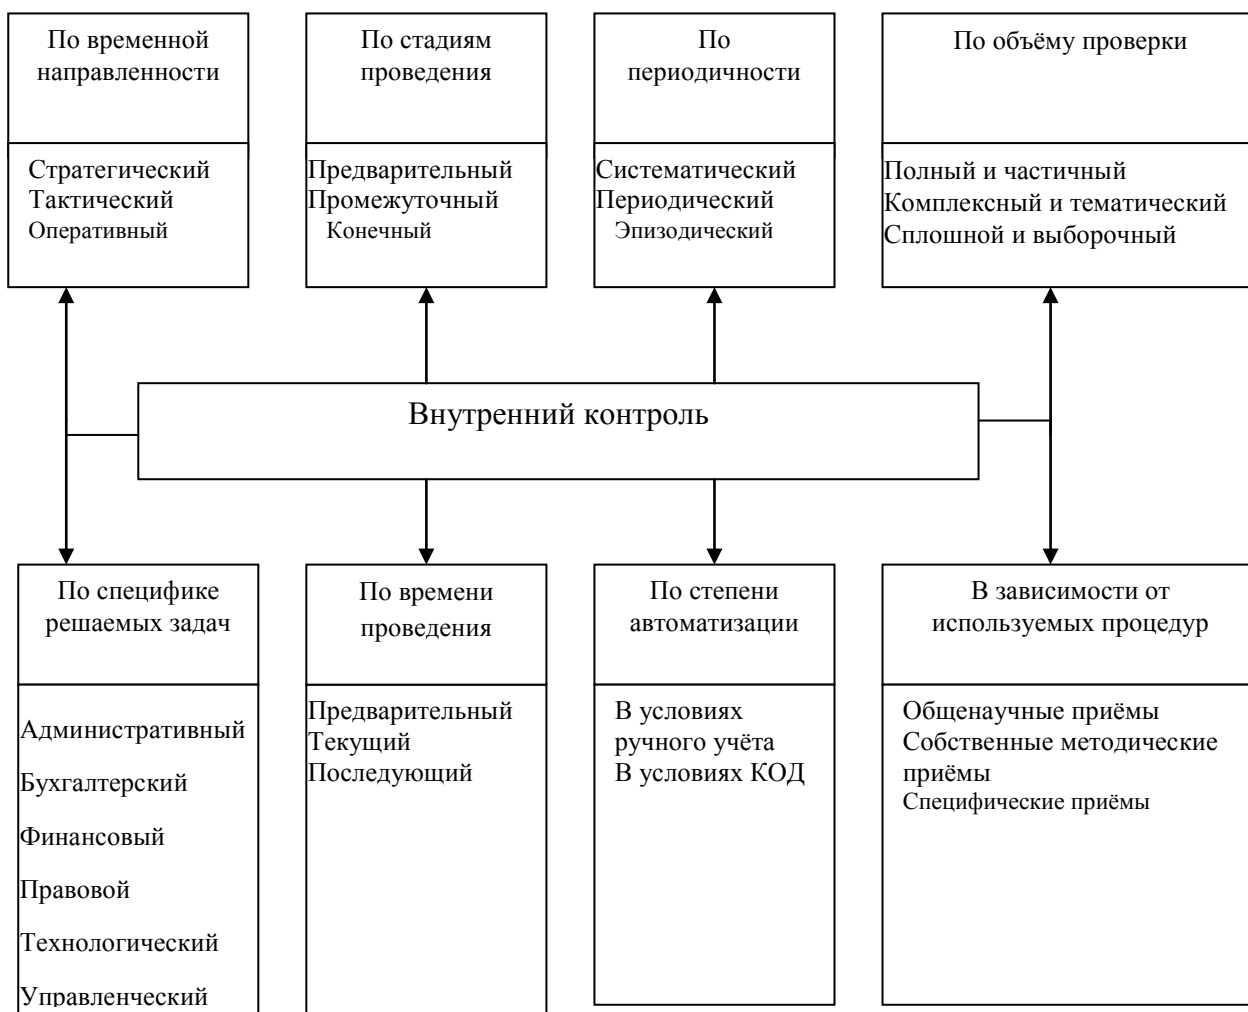 По временной
направленности
Стратегический
Тактический
Оперативный
По стадиям
проведения
Предварительный
Промежуточный
Конечный
По
периодичности
Систематический
Периодический
Эпизодический
По объёму проверки
Полный и частичный
Комплексный и тематический
Сплошной и выборочный
Внутренний контроль
По специфике
решаемых задач
Административный
Бухгалтерский
Финансовый
Правовой
Технологический
Управленческий
По времени
проведения
Предварительный
Текущий
Последующий
По степени
автоматизации
В условиях
ручного учёта
В условиях КОД
В зависимости от
используемых процедур
Общенаучные приёмы
Собственные методические
приёмы
Специфические приёмы